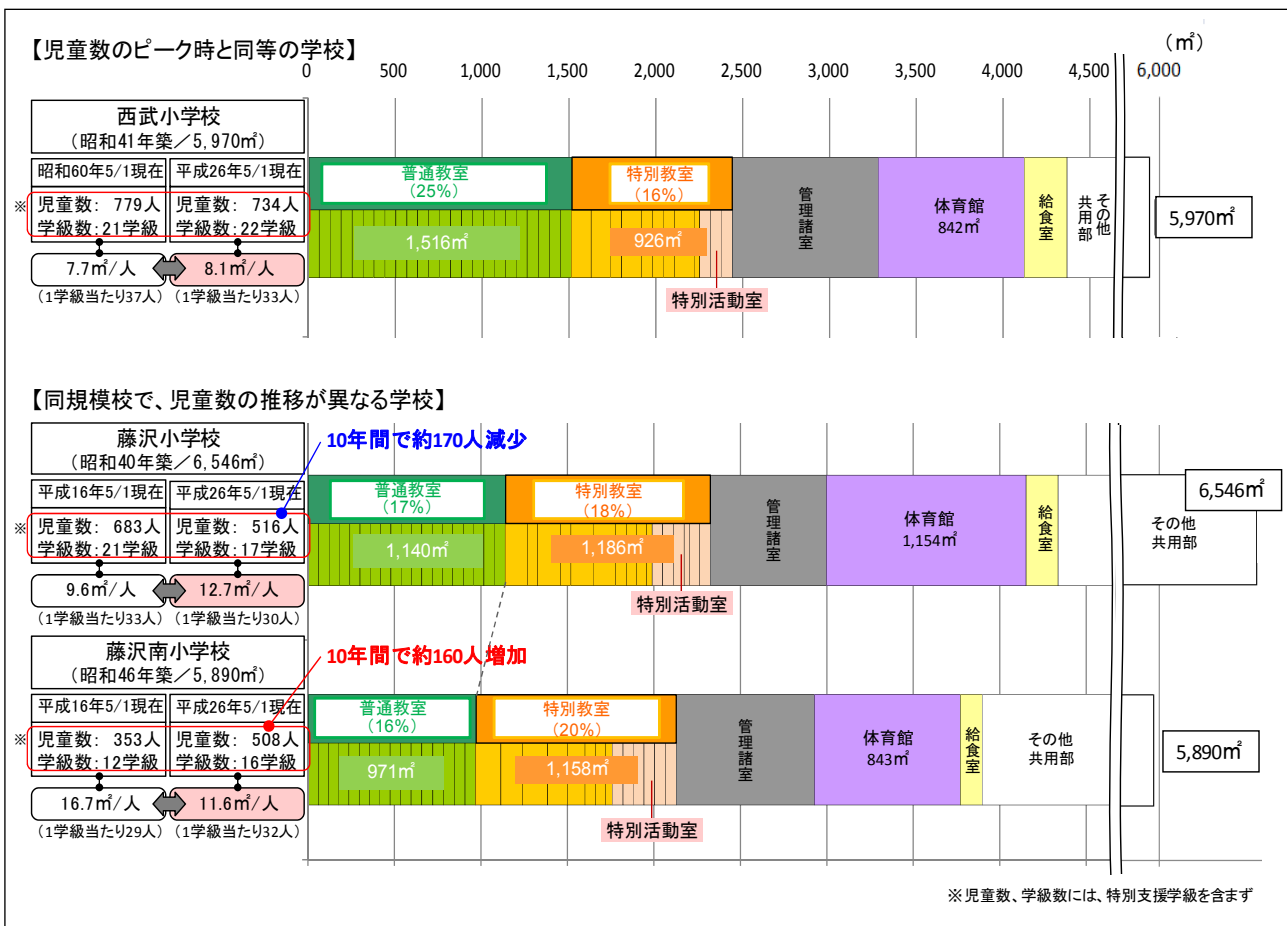 【児童数のピーク時と同等の学校】
(㎡)
0 500 1,000 1,500 2,000 2,500 3,000 3,500 4,000 4,500 6,000
西武小学校
(昭和41年築/5,970㎡)
昭和60年5/1現在 平成26年5/1現在
※ 児童数: 779人 児童数: 734人
学級数:21学級 学級数:22学級
7.7㎡/人 8.1㎡/人
(1学級当たり37人) (1学級当たり33人)
普通教室
(25%)
1,516㎡
特別教室
(16%)
926㎡
特別活動室
管理諸室
体育館
842㎡
給食室
その他
共用部
5,970㎡
【同規模校で、児童数の推移が異なる学校】
藤沢小学校
(昭和40年築/6,546㎡)
10年間で約170人減少
平成16年5/1現在 平成26年5/1現在
※ 児童数: 683人 児童数: 516人
学級数:21学級 学級数:17学級
9.6㎡/人 12.7㎡/人
(1学級当たり33人) (1学級当たり30人)
普通教室
(17%)
1,140㎡
特別教室
(18%)
1,186㎡
特別活動室
管理諸室
体育館
1,154㎡
給食室
その他
共用部
6,546㎡
藤沢南小学校
(昭和46年築/5,890㎡)
10年間で約160人増加
平成16年5/1現在 平成26年5/1現在
※ 児童数: 353人 児童数: 508人
学級数:12学級 学級数:16学級
16.7㎡/人 11.6㎡/人
(1学級当たり29人) (1学級当たり32人)
普通教室
(16%)
971㎡
特別教室
(20%)
1,158㎡
特別活動室
管理諸室
体育館
843㎡
給食室
その他
共用部
5,890㎡
※児童数、学級数には、特別支援学級を含まず